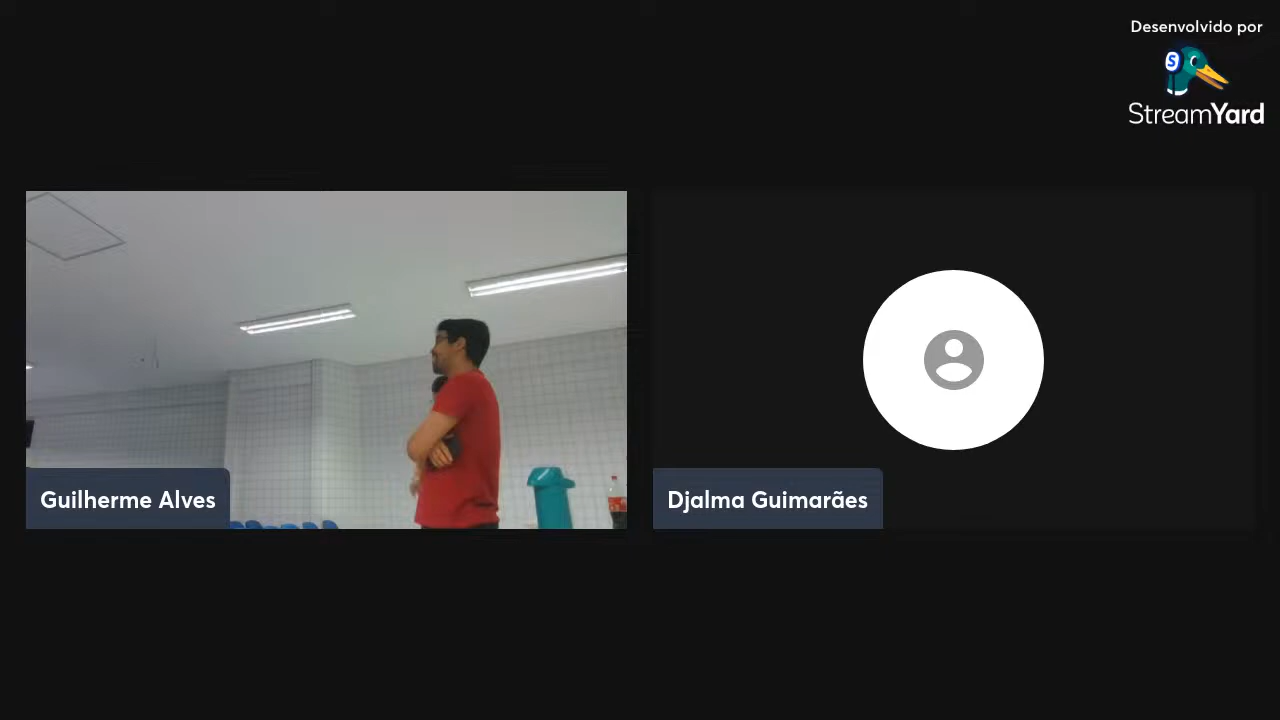 Desenvolvido por
StreamYard
Guilherme Alves
Djalma Guimarães